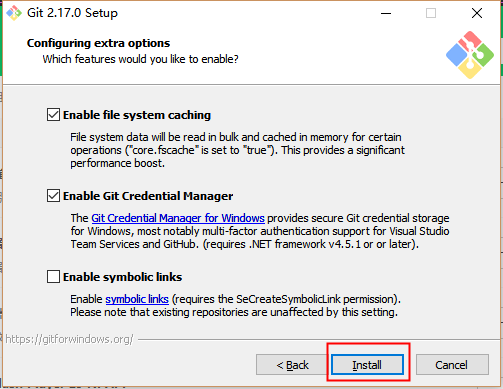 Git 2.17.0 Setup
Configuring extra options
Which features would you like to enable?
Enable file system caching
File system data will be read in bulk and cached in memory for certain
operations ("core.fscache" is set to "true"). This provides a significant
performance boost.
Enable Git Credential Manager
The Git Credential Manager for Windows provides secure Git credential storage
for Windows, most notably multi-factor authentication support for Visual Studio
Team Services and GitHub. (requires .NET framework v4.5.1 or or later).
Enable symbolic links
Enable symbolic links (requires the SeCreateSymbolicLink permission).
Please note that existing repositories are unaffected by this setting.
https://gitforwindows.org/
< Back Install Cancel